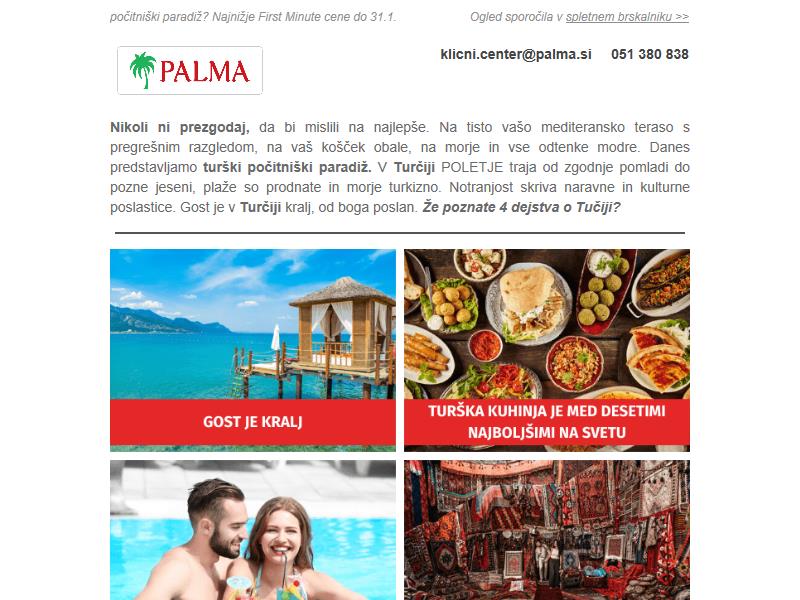 počitniški paradiž? Najnižje First Minute cene do 31.1.
Ogled sporočila v spletnem brskalniku >>
PALMA
klicni.center@palma.si 051 380 838
Nikoli ni prezgodaj, da bi mislili na najlepše. Na tisto vašo mediteransko teraso s
pregrešnim razgledom, na vaš košček obale, na morje in vse odtenke modre. Danes
predstavljamo turški počitniški paradiž. V Turčiji POLETJE traja od zgodnje pomladi do
pozne jeseni, plaže so prodnate in morje turkizno. Notranjost skriva naravne in kulturne
poslastice. Gost je v Turčiji kralj, od boga poslan. Že poznate 4 dejstva o Tučiji?
GOST JE KRALJ
TURŠKA KUHINJA JE MED DESETIMI
NAJBOLJŠIMI NA SVETU